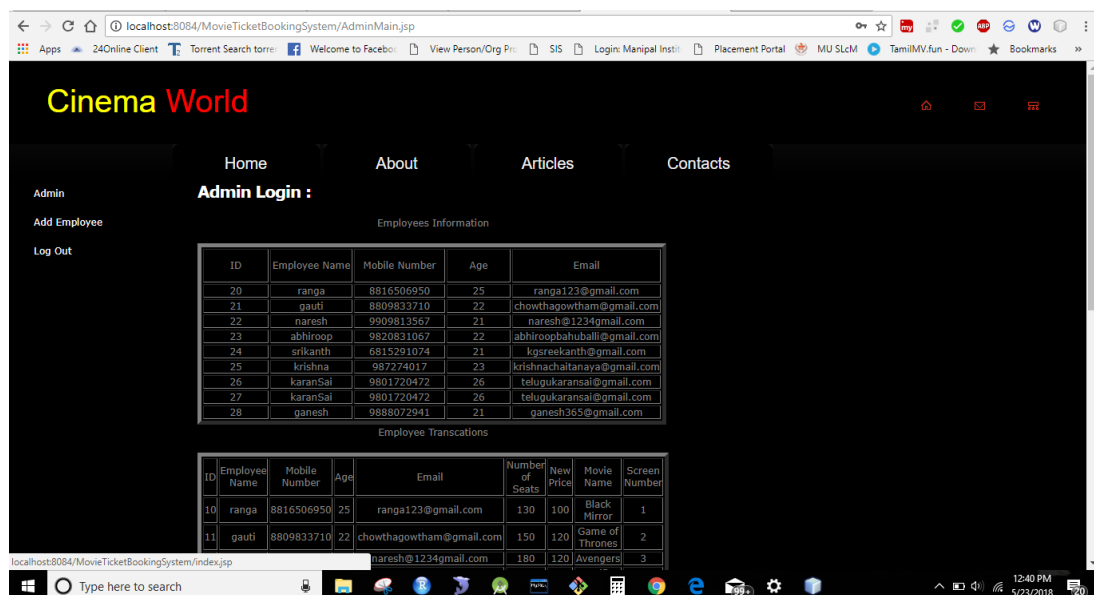 localhost:8084/MovieTicketBookingSystem/AdminMain.jsp
my ABP W
Apps 24Online Client Torrent Search torre Welcome to Faceboo View Person/Org Pro SIS Login: Manipal Instit Placement Portal MU SLcM TamilMV.fun - Down Bookmarks »
Cinema World
Home About Articles Contacts
Admin
Add Employee
Log Out
Admin Login :
Employees Information
ID Employee Name Mobile Number Age Email
20 ranga 8816506950 25 ranga123@gmail.com
21 gauti 8809833710 22 chowthagowtham@gmail.com
22 naresh 9909813567 21 naresh@1234gmail.com
23 abhiroop 9820831067 22 abhiroopbahuballi@gmail.com
24 srikanth 6815291074 21 kgsreekanth@gmail.com
25 krishna 987274017 23 krishnachaitanaya@gmail.com
26 karanSai 9801720472 26 telugukaransai@gmail.com
27 karanSai 9801720472 26 telugukaransai@gmail.com
28 ganesh 9888072941 21 ganesh365@gmail.com
Employee Transcations
ID Employee Name Mobile Number Age Email Number of Seats New Price Movie Name Screen Number
10 ranga 8816506950 25 ranga123@gmail.com 130 100 Black Mirror 1
11 gauti 8809833710 22 chowthagowtham@gmail.com 150 120 Game of Thrones 2
naresh@1234gmail.com 180 120 Avengers 3
localhost:8084/MovieTicketBookingSystem/index.jsp
Type here to search
R
99+
12:40 PM
5/23/2018
20